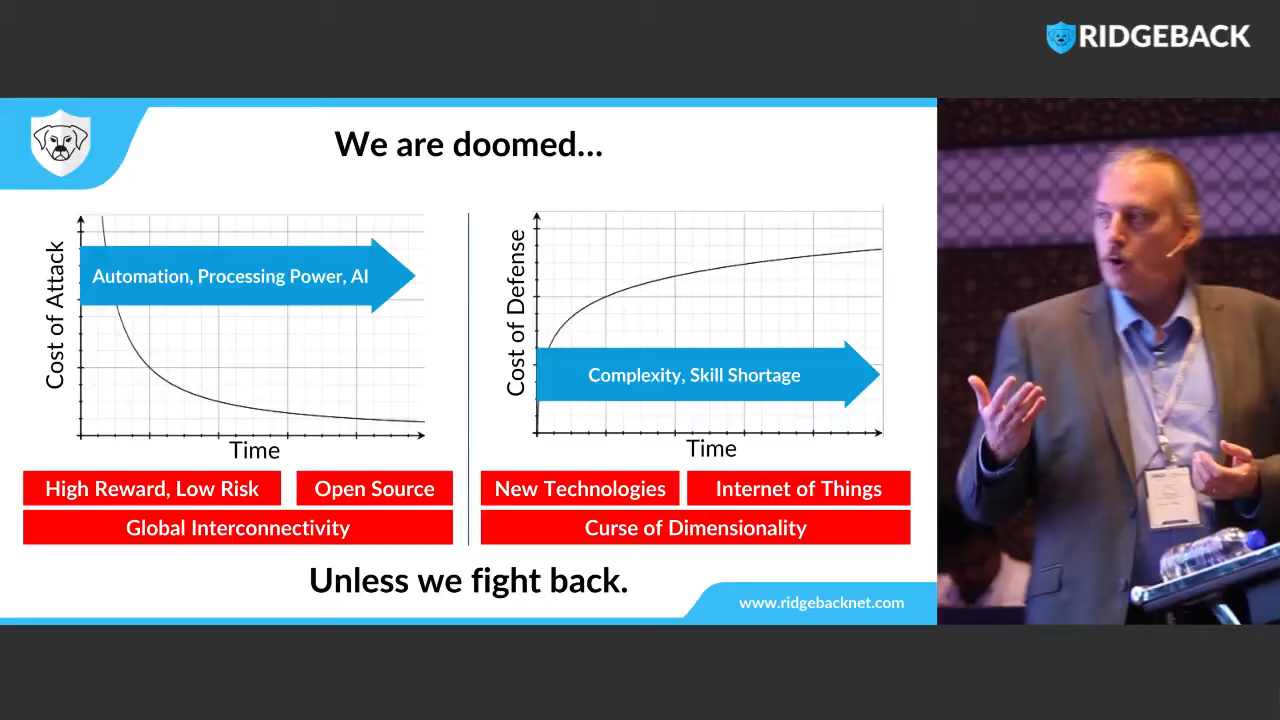 RIDGEBACK
We are doomed...
Cost of Attack
Automation, Processing Power, AI
Time
High Reward, Low Risk
Open Source
Global Interconnectivity
Cost of Defense
Complexity, Skill Shortage
Time
New Technologies
Internet of Things
Curse of Dimensionality
Unless we fight back.
www.ridgebacknet.com